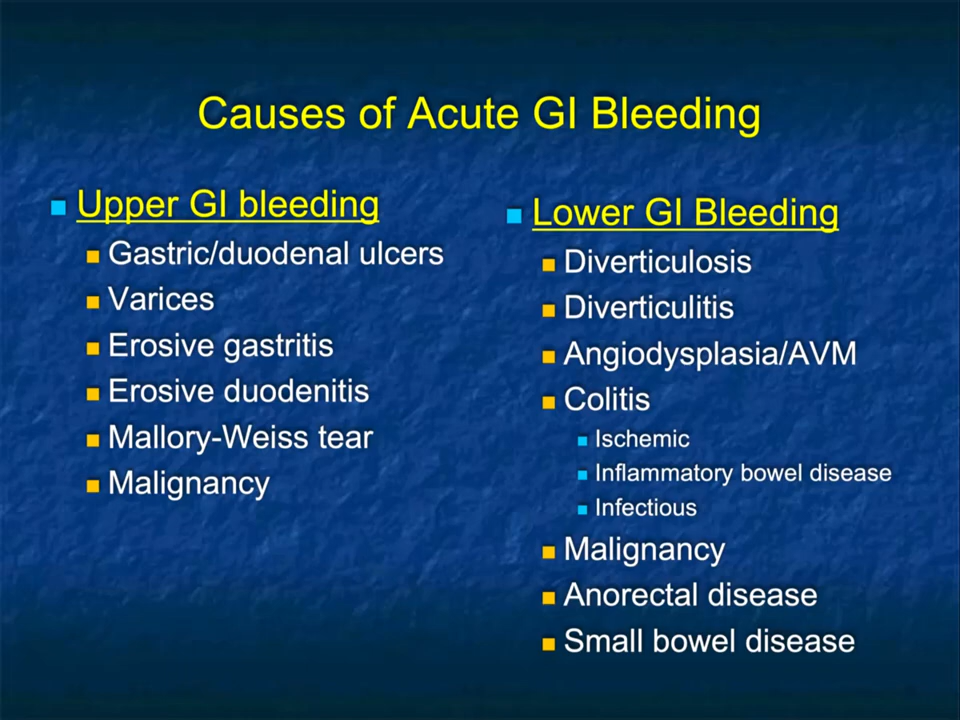 Causes of Acute GI Bleeding
Upper GI bleeding
Gastric/duodenal ulcers
Varices
Erosive gastritis
Erosive duodenitis
Mallory-Weiss tear
Malignancy
Lower GI Bleeding
Diverticulosis
Diverticulitis
Angiodysplasia/AVM
Colitis
Ischemic
Inflammatory bowel disease
Infectious
Malignancy
Anorectal disease
Small bowel disease